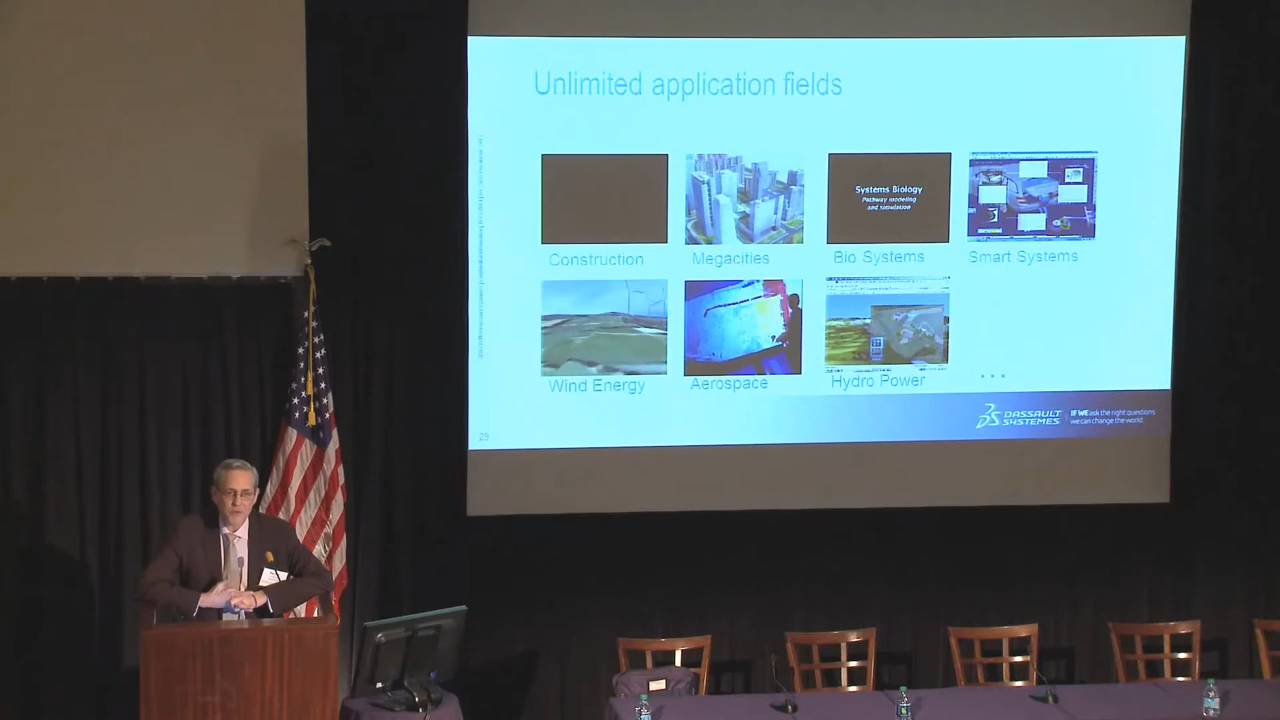 Unlimited application fields
Systems Biology
Pathway modeling
and simulation
Construction
Megacities
Bio Systems
Smart Systems
Wind Energy
Aerospace
Hydro Power
...
29
DASSAULT
SYSTEMES
IF WE ask the right questions
we can change the world.